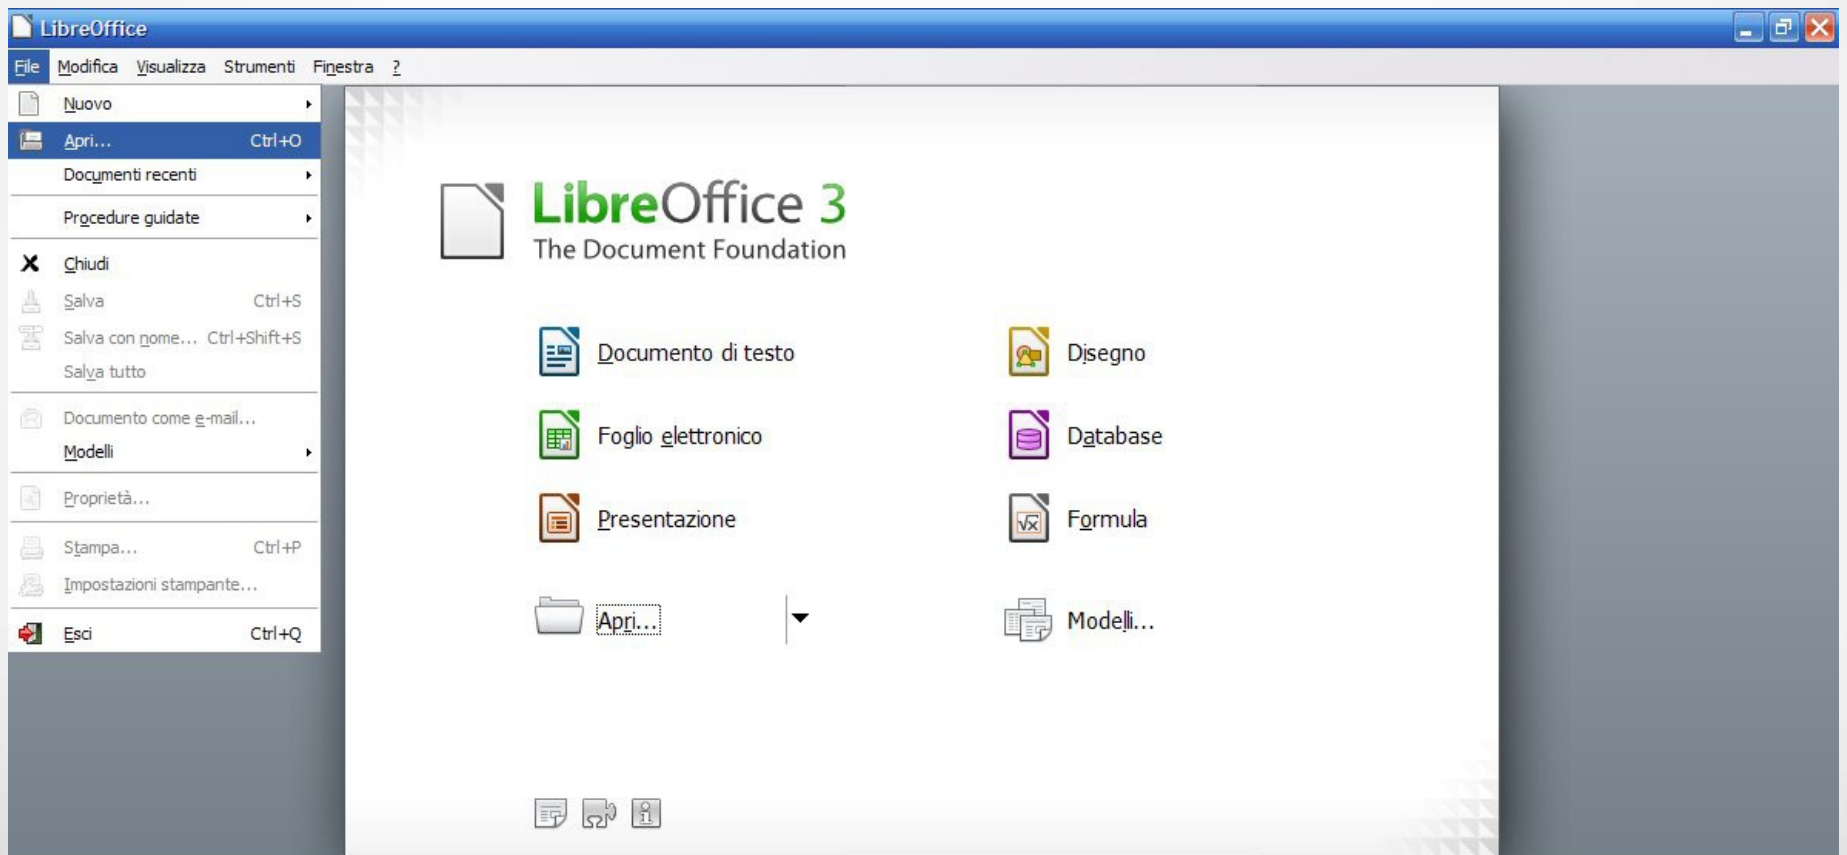 LibreOffice
File Modifica Visualizza Strumenti Finestra ?
Nuovo
Apri... Ctrl+O
Documenti recenti
Procedure guidate
Chiudi
Salva Ctrl+S
Salva con nome... Ctrl+Shift+S
Salva tutto
Documento come e-mail...
Modelli
Proprietà...
Stampa... Ctrl+P
Impostazioni stampante...
Esci Ctrl+Q
LibreOffice 3
The Document Foundation
Documento di testo
Disegno
Foglio elettronico
Database
Presentazione
Formula
Apri...
Modelli...